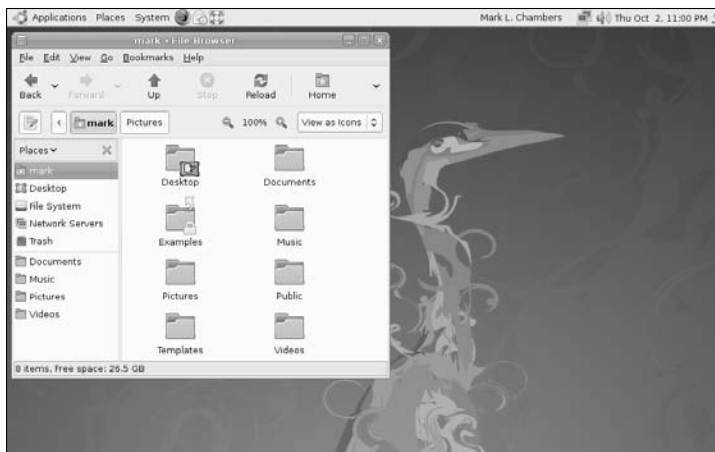 Applications Places System Mark L. Chambers Thu Oct 2, 11:00 PM
mark - File Browser
File Edit View Go Bookmarks Help
Back Forward Up Stop Reload Home
mark Pictures 100% View as Icons
Places
mark
Desktop
File System
Network Servers
Trash
Documents
Music
Pictures
Videos
Desktop Documents
Examples Music
Pictures Public
Templates Videos
8 items, Free space: 26.5 GB